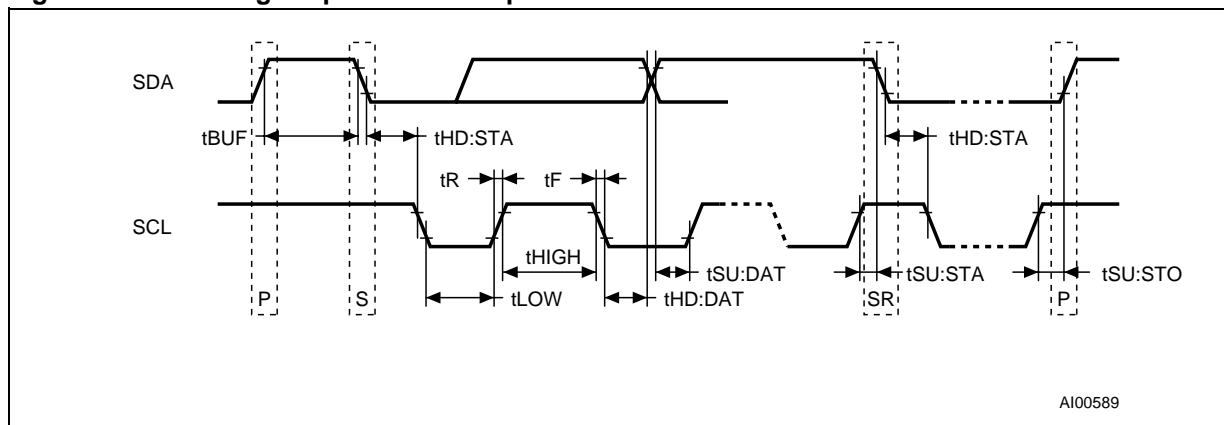 SDA
tBUF
tHD:STA
tHD:STA
tR
tF
SCL
tHIGH
tSU:DAT
tSU:STA
tSU:STO
tLOW
tHD:DAT
P
S
SR
P
AI00589